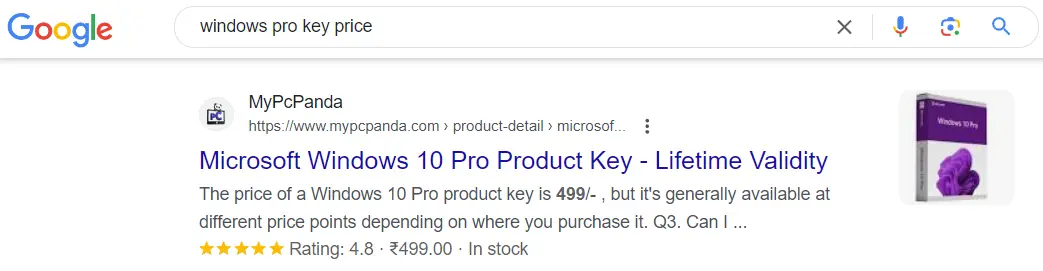 Google
windows pro key price
MyPcPanda
https://www.mypcpanda.com › product-detail › microsof...
Microsoft Windows 10 Pro Product Key - Lifetime Validity
The price of a Windows 10 Pro product key is 499/- , but it's generally available at
different price points depending on where you purchase it. Q3. Can I ...
Rating: 4.8 · ₹499.00 · In stock
PC
Windows 10 Pro